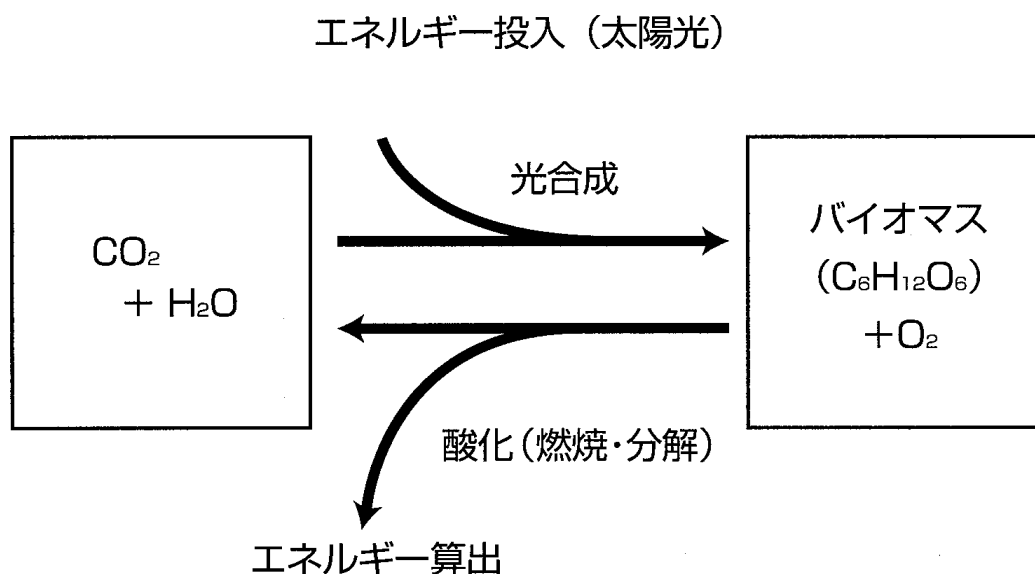 エネルギー投入（太陽光）
光合成
CO₂
＋ H₂O
バイオマス
（C₆H₁₂O₆）
＋O₂
酸化（燃焼・分解）
エネルギー算出